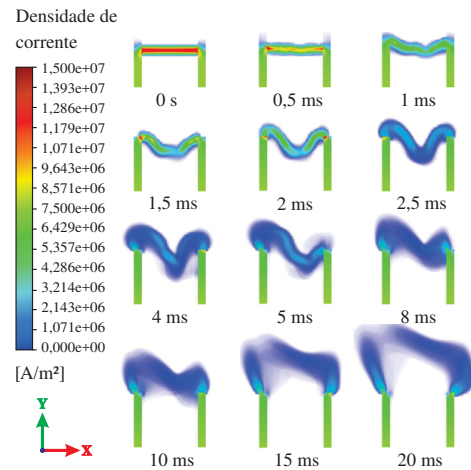 Densidade de
corrente
1,500e+07
1,393e+07
1,286e+07
1,179e+07
1,071e+07
9,643e+06
8,571e+06
7,500e+06
6,429e+06
5,357e+06
4,286e+06
3,214e+06
2,143e+06
1,071e+06
0,000e+00
[A/m²]
0 s
0,5 ms
1 ms
1,5 ms
2 ms
2,5 ms
4 ms
5 ms
8 ms
10 ms
15 ms
20 ms
Y
X